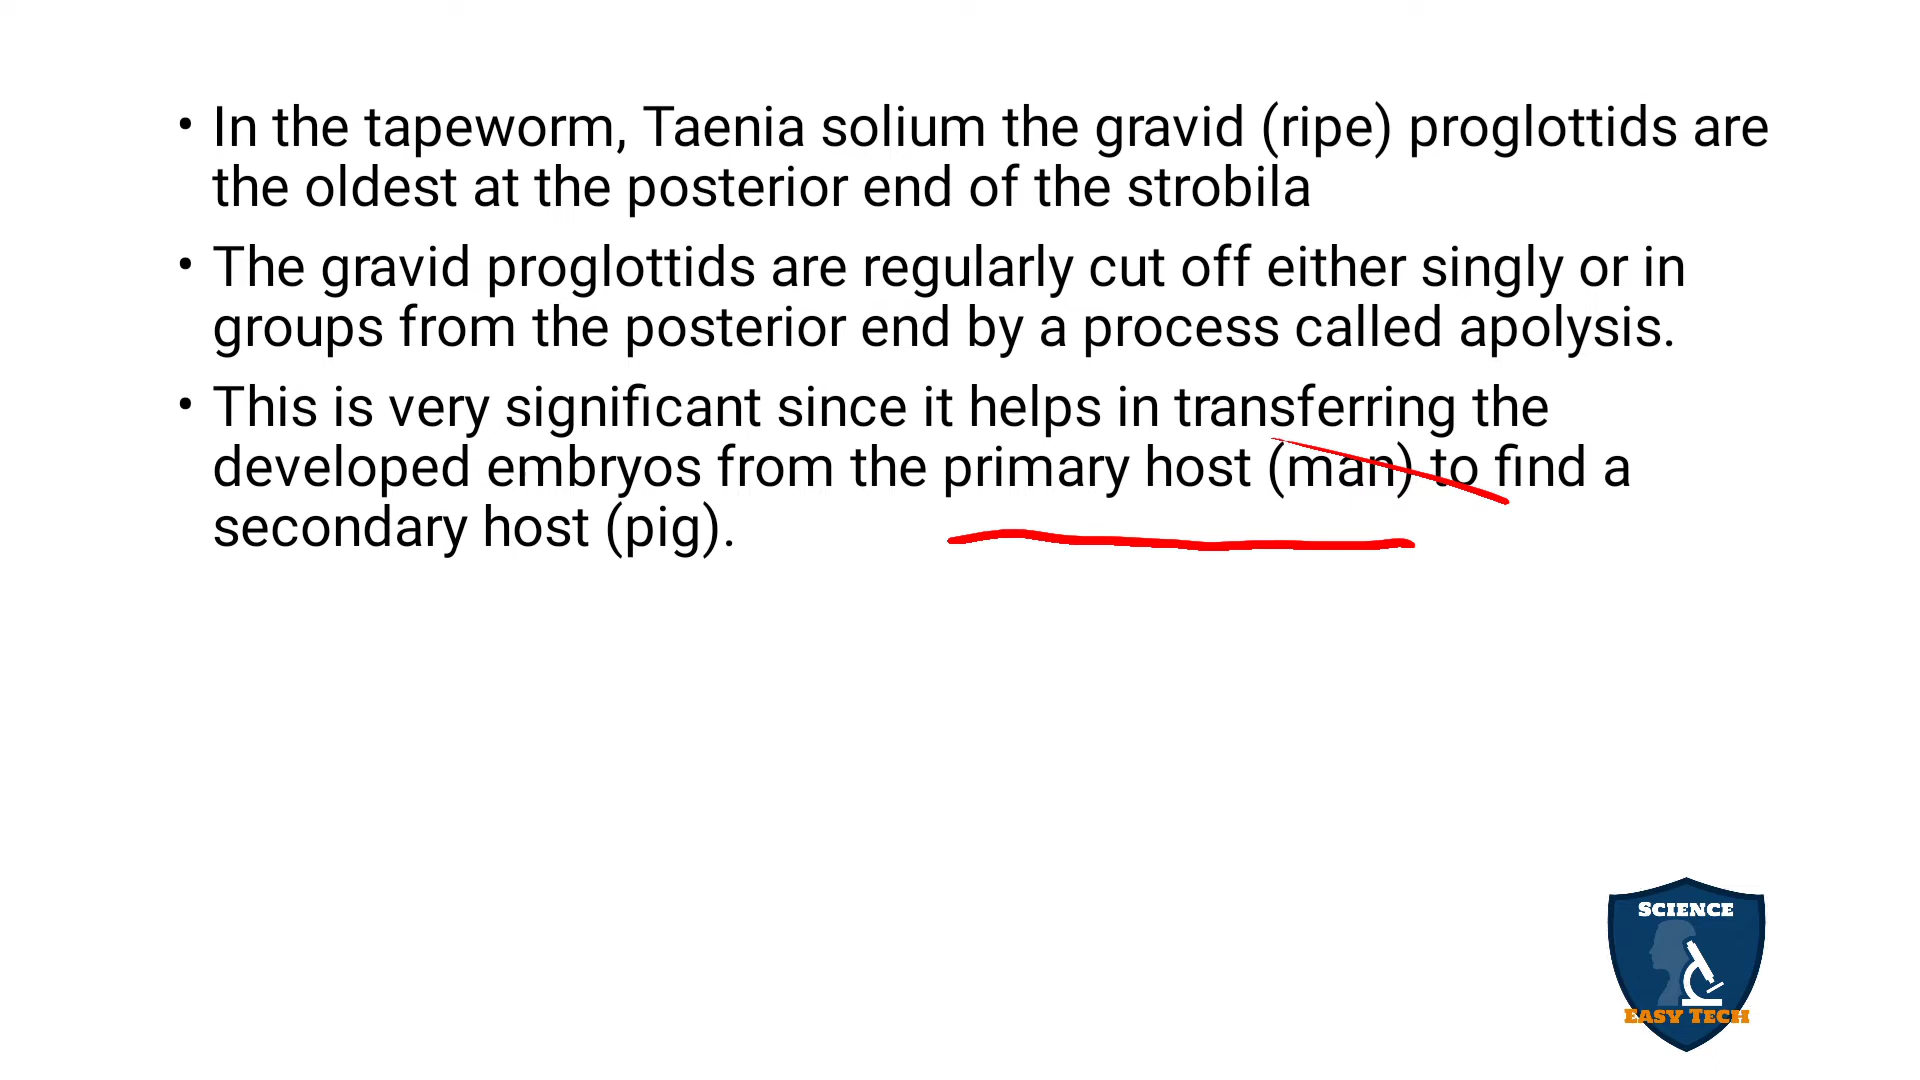 • In the tapeworm, Taenia solium the gravid (ripe) proglottids are
the oldest at the posterior end of the strobila
• The gravid proglottids are regularly cut off either singly or in
groups from the posterior end by a process called apolysis.
• This is very significant since it helps in transferring the
developed embryos from the primary host (man) to find a
secondary host (pig).
SCIENCE
EASY TECH